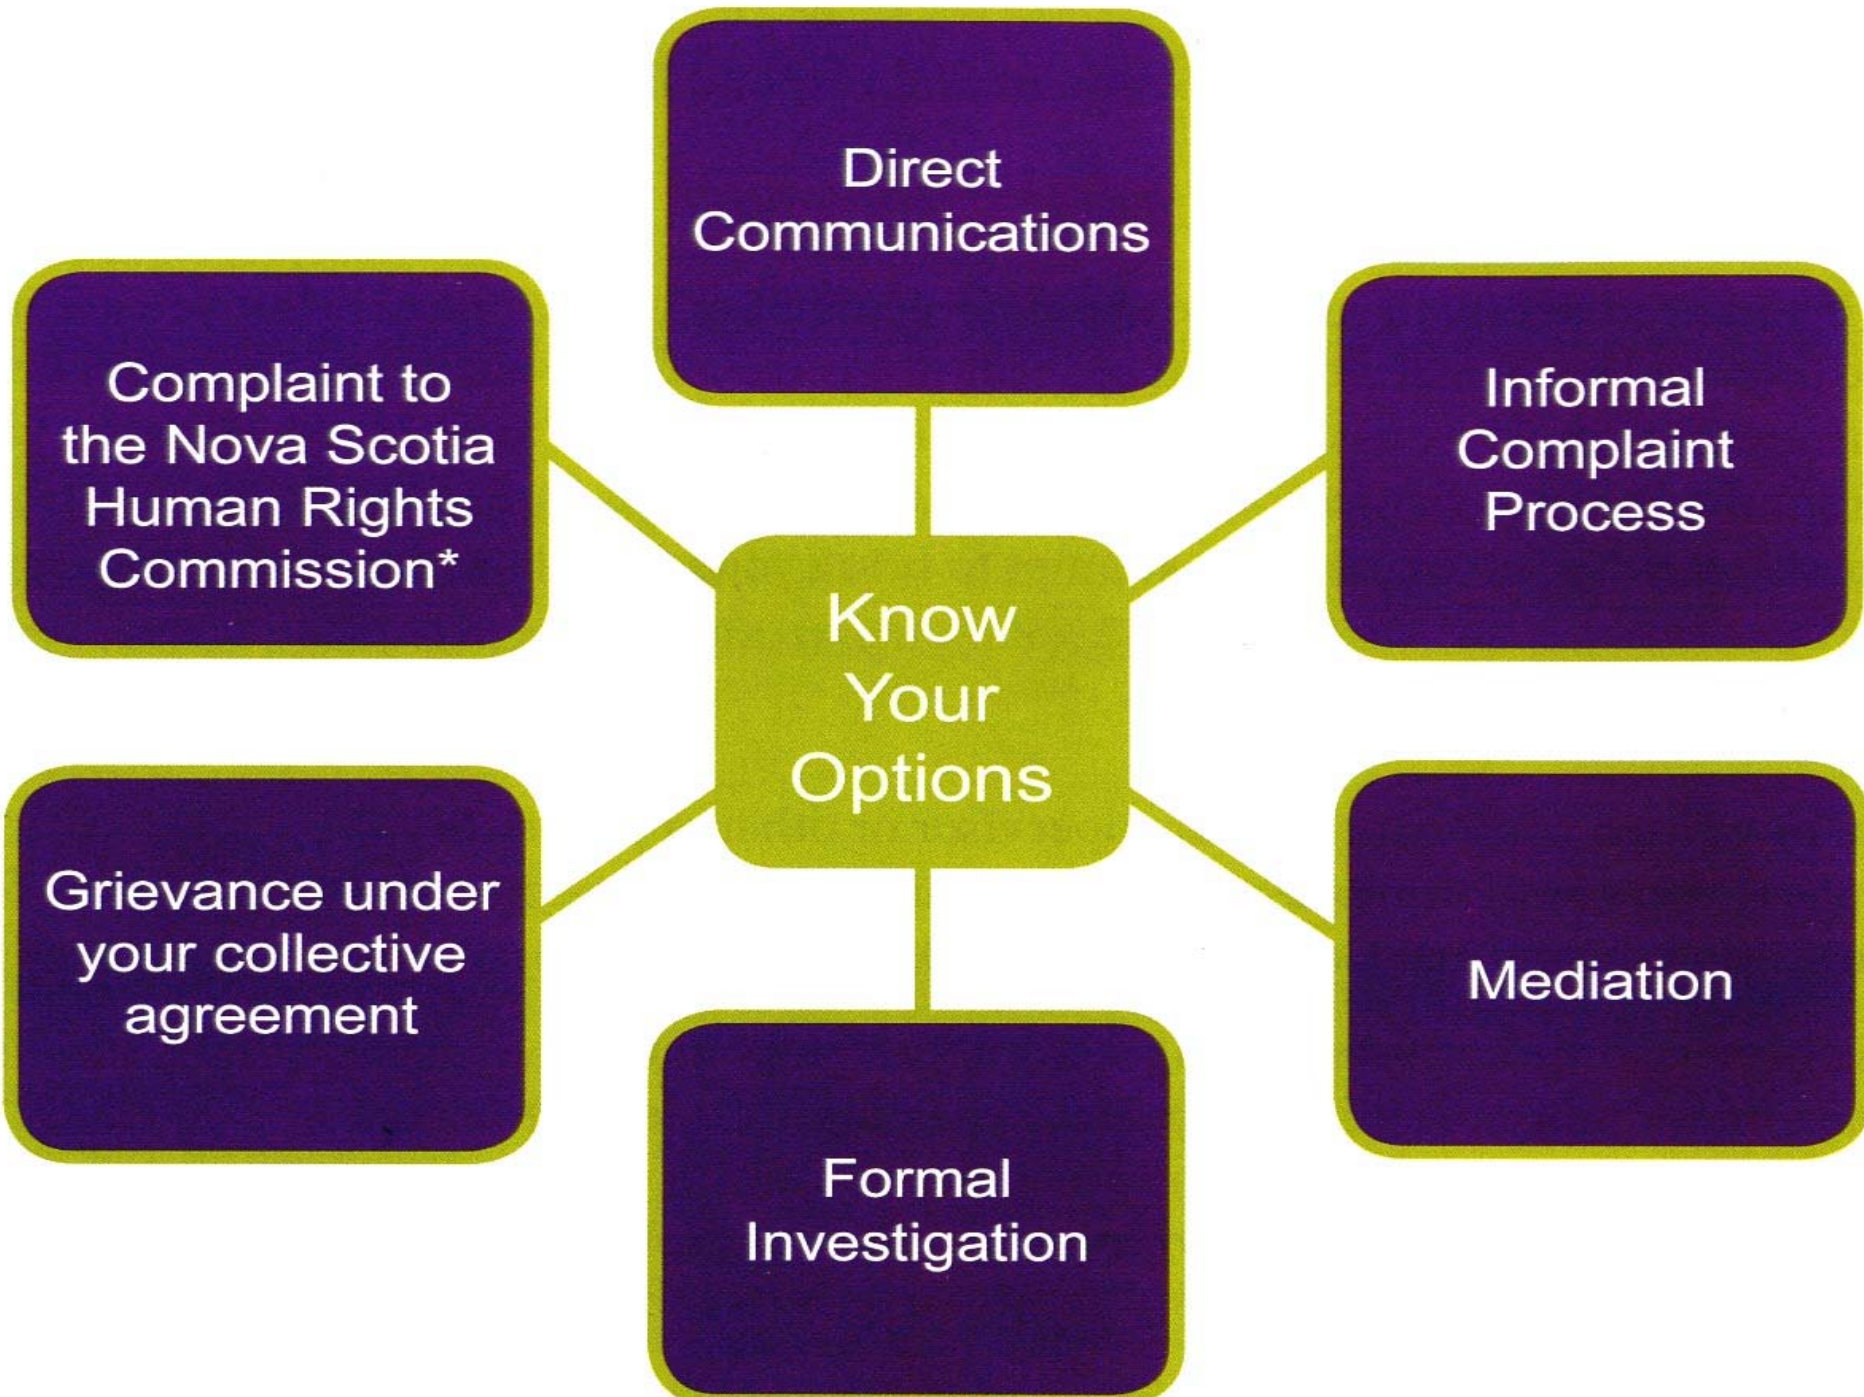 Direct
Communications
Informal
Complaint
Process
Mediation
Formal
Investigation
Grievance under
your collective
agreement
Complaint to
the Nova Scotia
Human Rights
Commission*
Know
Your
Options